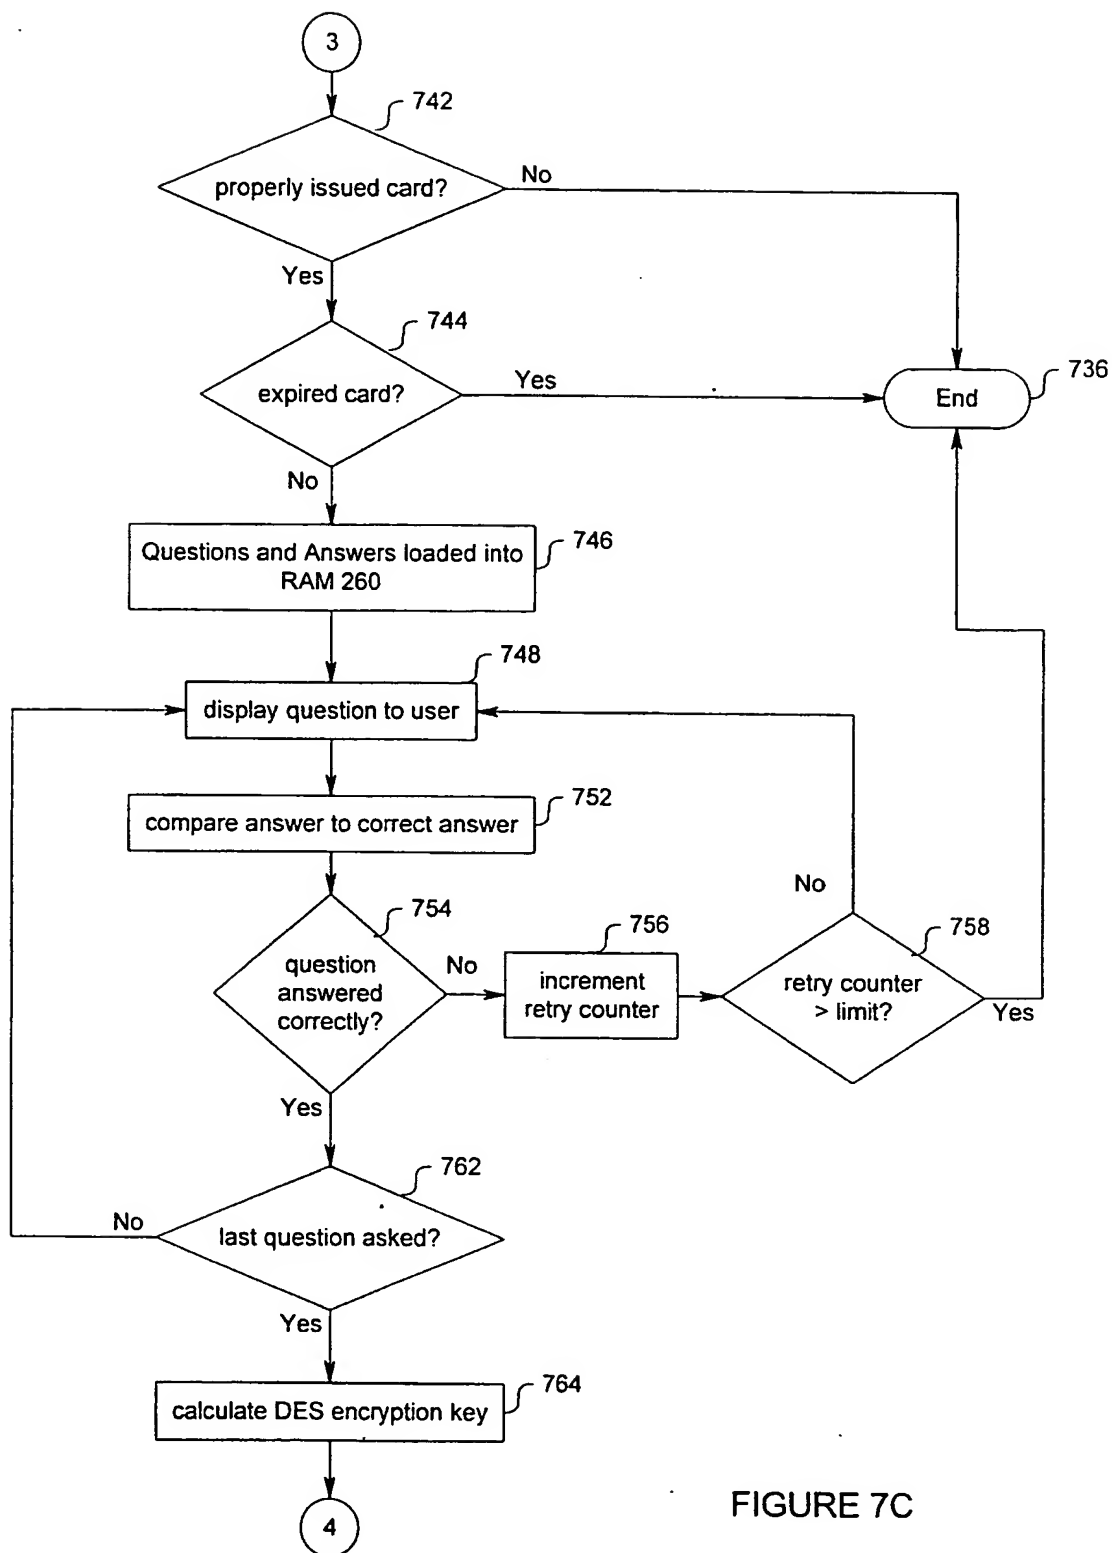 3
742
properly issued card?
No
Yes
744
expired card?
Yes
736
End
No
Questions and Answers loaded into
RAM 260
746
748
display question to user
752
compare answer to correct answer
No
754
question
answered
correctly?
No
756
increment
retry counter
758
retry counter
> limit?
Yes
Yes
762
No
last question asked?
Yes
764
calculate DES encryption key
4
FIGURE 7C